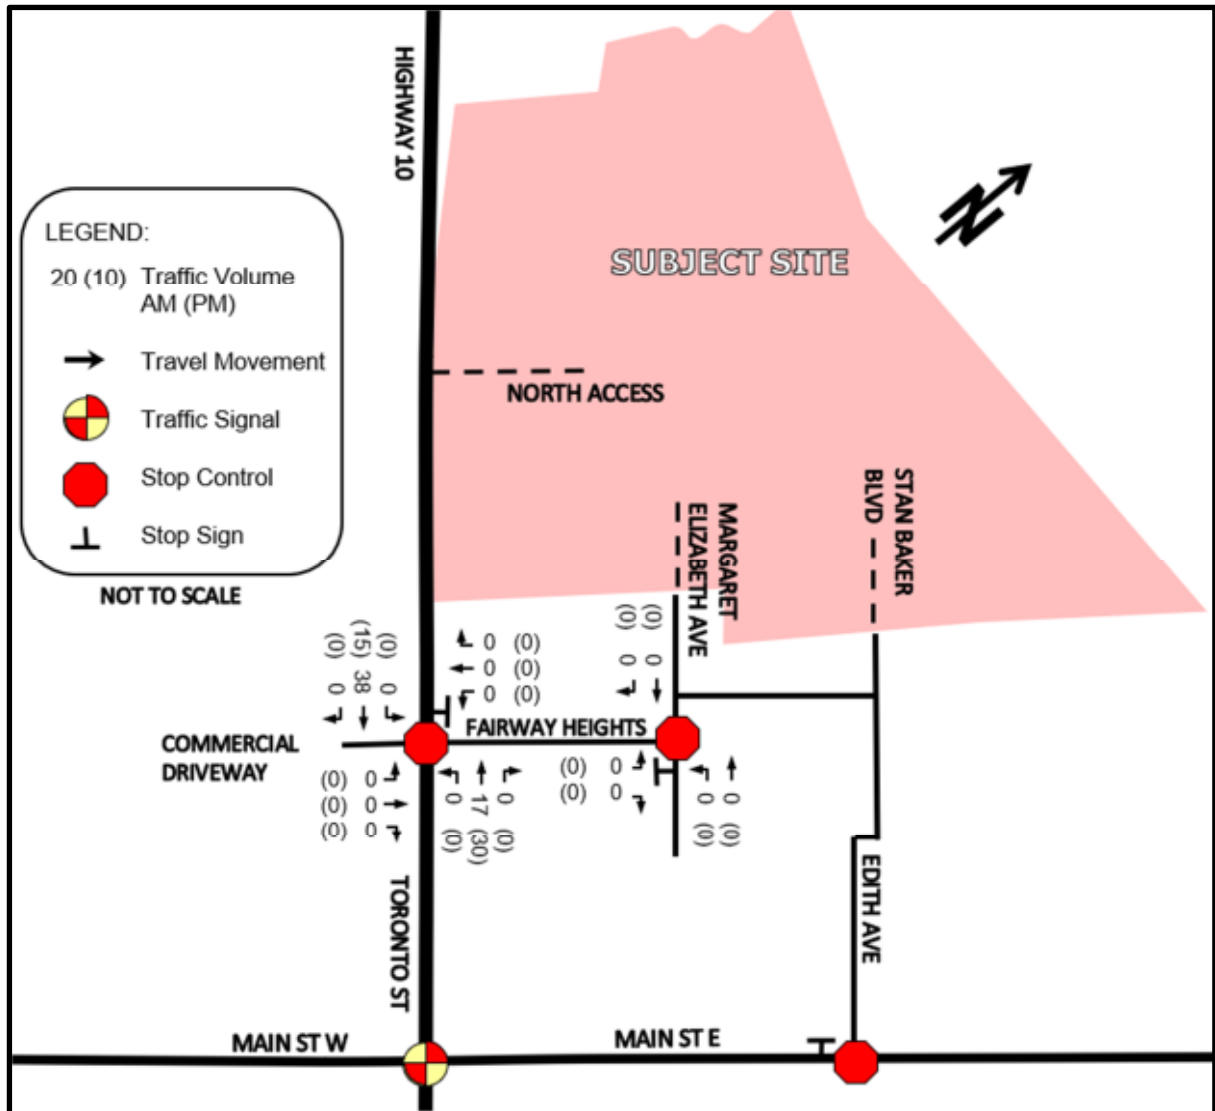 HIGHWAY 10
N
LEGEND:
20 (10) Traffic Volume
AM (PM)
Travel Movement
Traffic Signal
Stop Control
Stop Sign
NOT TO SCALE
SUBJECT SITE
NORTH ACCESS
STAN BAKER
BLVD
MARGARET
ELIZABETH AVE
(0) 0
(15) 38
(0) 0
0 (0)
0 (0)
0 (0)
(0) 0
(0) 0
FAIRWAY HEIGHTS
COMMERCIAL
DRIVEWAY
(0) 0
(0) 0
(0) 0
0 (0)
17 (30)
0 (0)
(0) 0
(0) 0
0 (0)
0 (0)
TORONTO ST
EDITH AVE
MAIN ST W
MAIN ST E